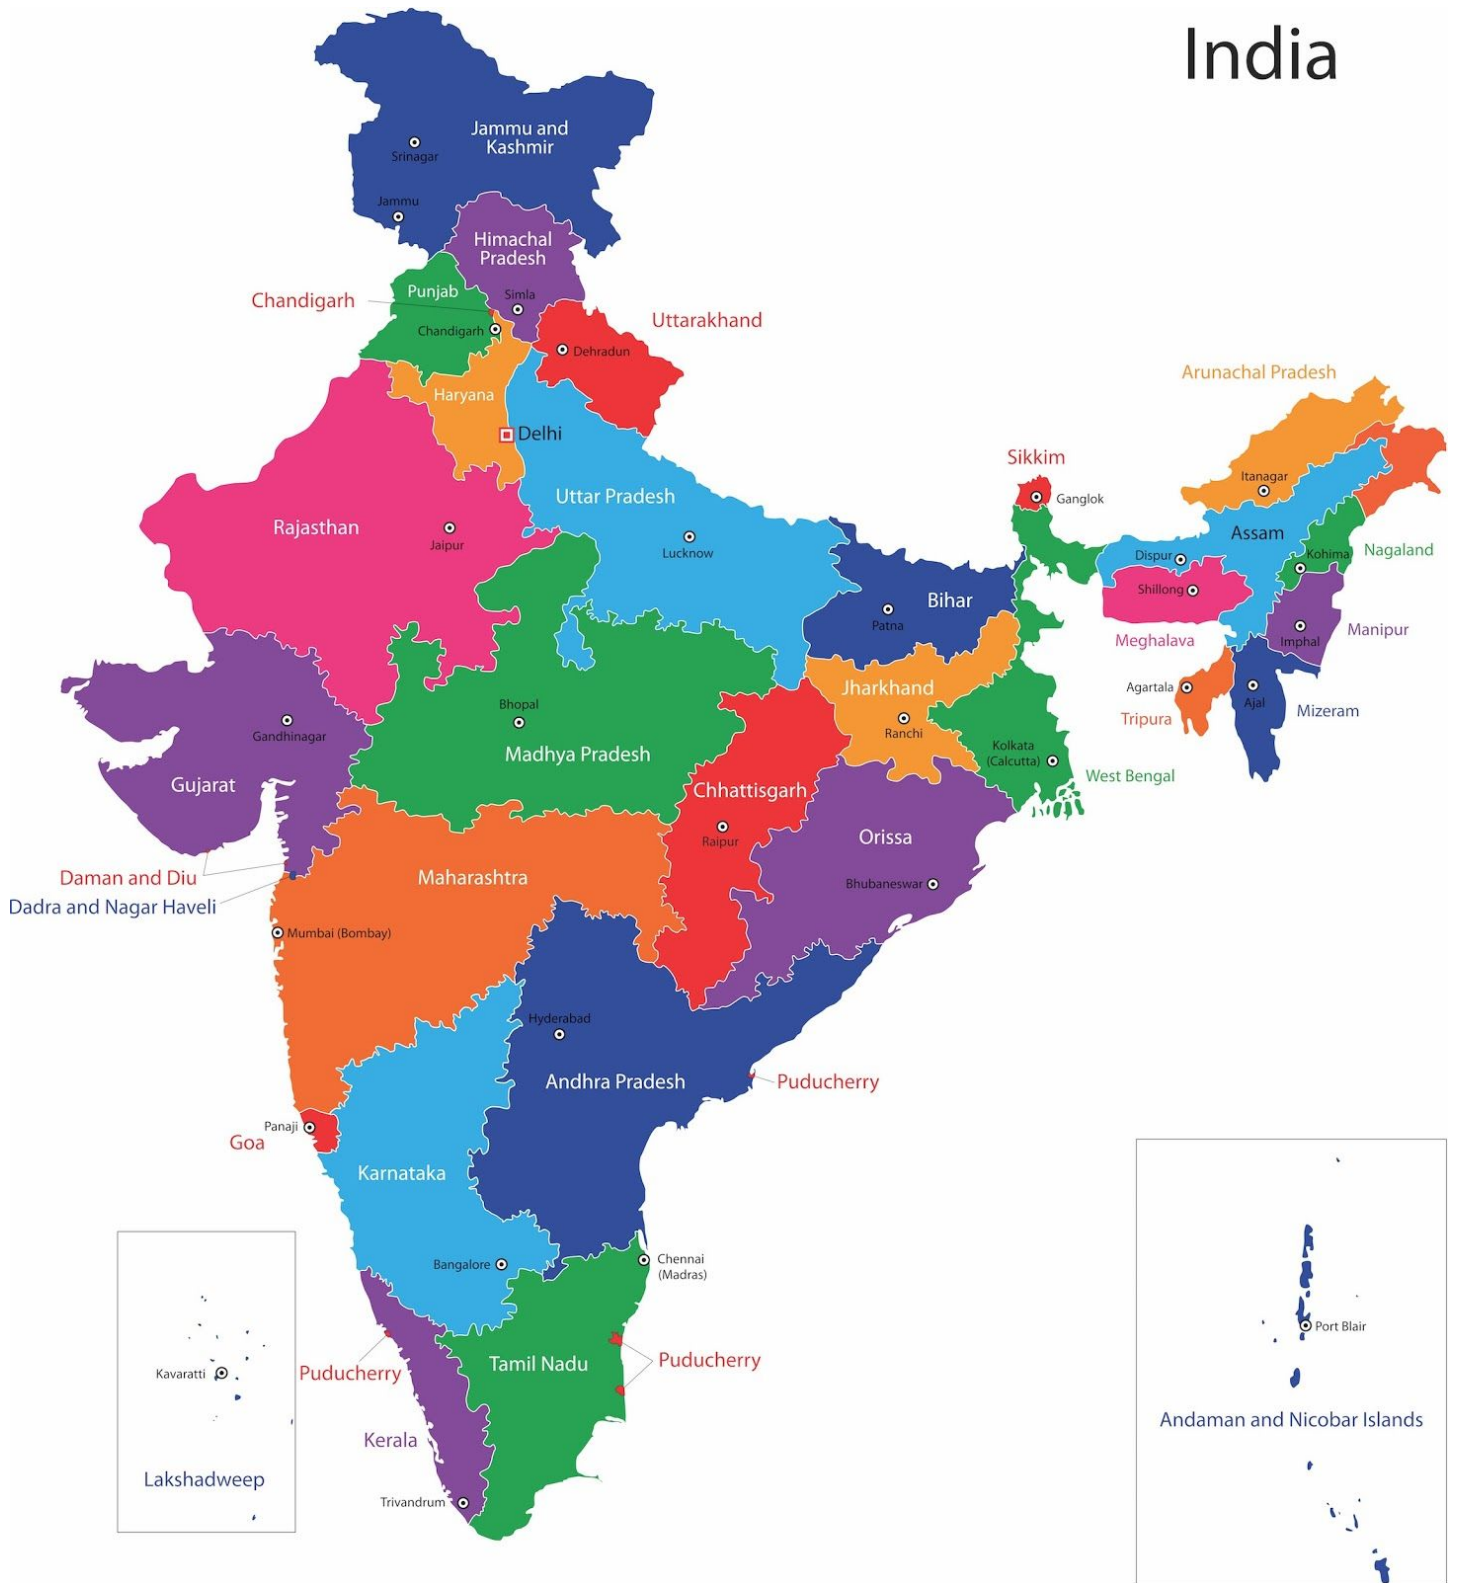 India
Jammu and
Kashmir
Srinagar
Jammu
Himachal
Pradesh
Punjab
Simla
Chandigarh
Chandigarh
Uttarakhand
Dehradun
Haryana
Delhi
Arunachal Pradesh
Itanagar
Sikkim
Ganglok
Uttar Pradesh
Rajasthan
Jaipur
Lucknow
Assam
Dispur
Kohima
Nagaland
Shillong
Bihar
Patna
Meghalava
Imphal
Manipur
Jharkhand
Ranchi
Agartala
Tripura
Ajal
Mizeram
Bhopal
Madhya Pradesh
Gandhinagar
Gujarat
Kolkata
(Calcutta)
West Bengal
Chhattisgarh
Raipur
Orissa
Bhubaneswar
Daman and Diu
Dadra and Nagar Haveli
Maharashtra
Mumbai (Bombay)
Hyderabad
Andhra Pradesh
Puducherry
Panaji
Goa
Karnataka
Bangalore
Chennai
(Madras)
Puducherry
Tamil Nadu
Puducherry
Kerala
Trivandrum
Kavaratti
Lakshadweep
Port Blair
Andaman and Nicobar Islands